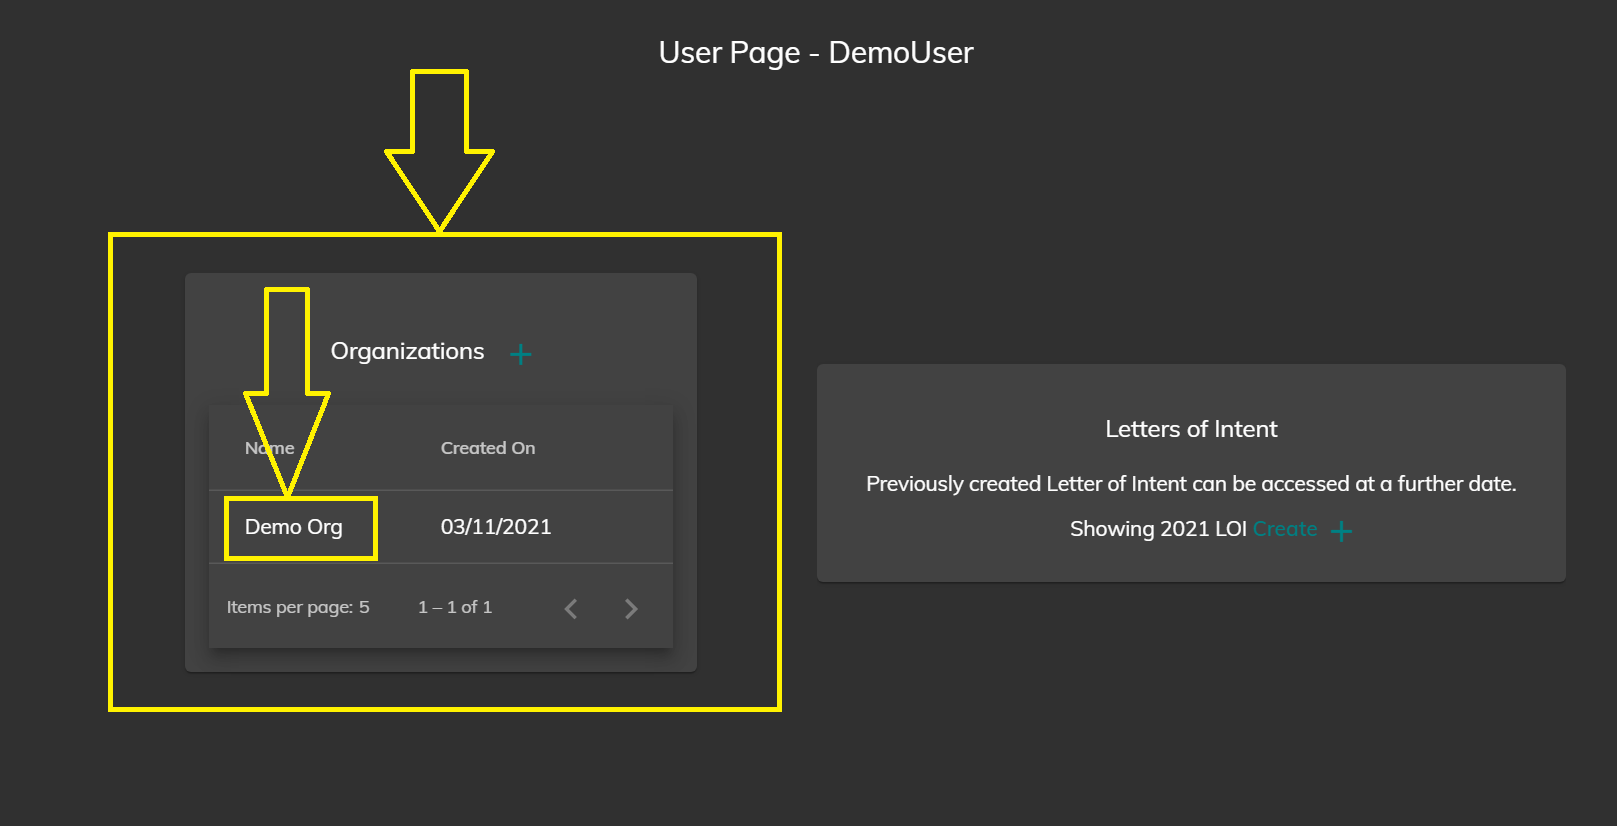 User Page - DemoUser
Organizations +
Name Created On
Demo Org 03/11/2021
Items per page: 5 1 – 1 of 1
Letters of Intent
Previously created Letter of Intent can be accessed at a further date.
Showing 2021 LOI Create +